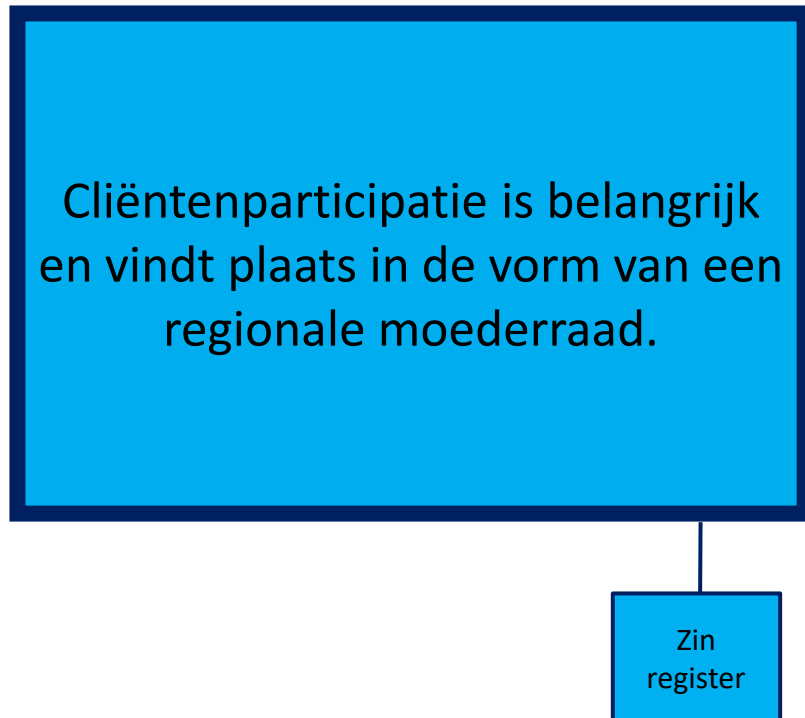 Cliëntenparticipatie is belangrijk
en vindt plaats in de vorm van een
regionale moederraad.
Zin
register